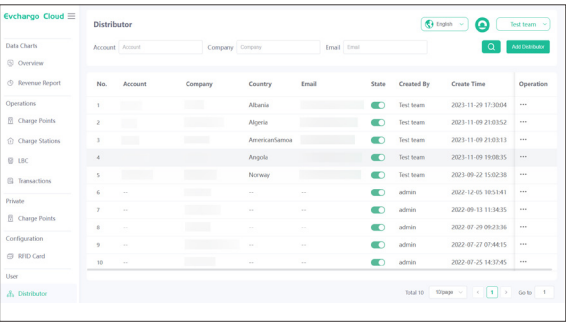 Evchargo Cloud
Distributor
English
Test team
Data Charts
Account Account Company Company Email Email
Add Distributor
Overview
Revenue Report
No. Account Company Country Email State Created By Create Time Operation
Operations
1 Albania Test team 2023-11-29 17:30:04 ...
Charge Points
2 Algeria Test team 2023-11-09 21:03:52 ...
Charge Stations
3 AmericanSamoa Test team 2023-11-09 21:03:13 ...
LBC
4 Angola Test team 2023-11-09 19:08:35 ...
Transactions
5 Norway Test team 2023-09-22 15:02:38 ...
Private
6 -- -- -- admin 2022-12-05 10:51:41 ...
Charge Points
7 -- -- -- admin 2022-09-13 11:34:35 ...
Configuration
8 -- -- -- admin 2022-07-29 09:23:36 ...
RFID Card
9 -- -- -- admin 2022-07-27 07:44:15 ...
User
10 -- -- -- admin 2022-07-25 14:37:45 ...
Distributor
Total 10 10/page < 1 > Go to 1